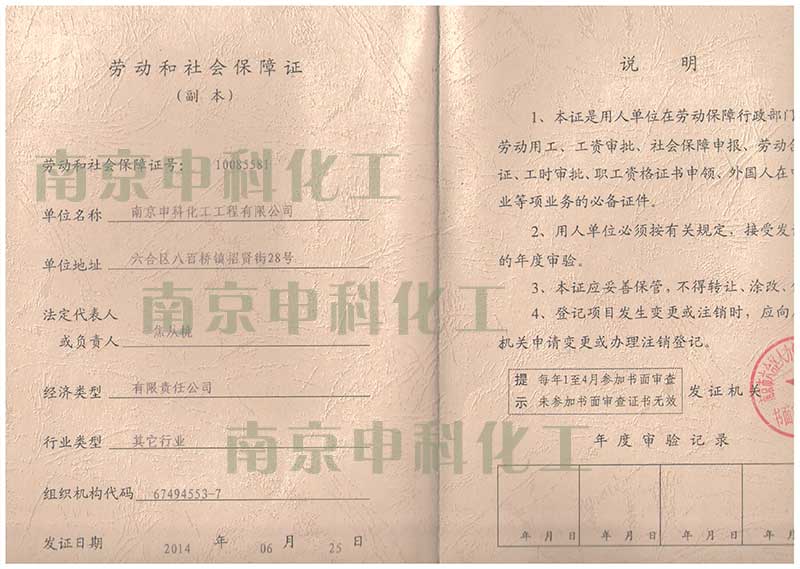 劳动和社会保障证
（副 本）
劳动和社会保障证号： 10085581
单位名称 南京申科化工工程有限公司
单位地址 六合区八百桥镇招贤街28号
法定代表人
或负责人 焦从桃
经济类型 有限责任公司
行业类型 其它行业
组织机构代码 67494553-7
发证日期 2014 年 06 月 25 日
南京申科化工
南京申科化工
南京申科化工
说 明
1、本证是用人单位在劳动保障行政部门
劳动用工、工资审批、社会保障申报、劳动
证、工时审批、职工资格证书申领、外国人在
业等项业务的必备证件。
2、用人单位必须按有关规定，接受发
的年度审验。
3、本证应妥善保管，不得转让、涂改、
4、登记项目发生变更或注销时，应向
机关申请变更或办理注销登记。
提示 每年1至4月参加书面审查
未参加书面审查证书无效
发证机关
书面
年度审验记录
年 月 日 年 月 日 年 月 日 年 月